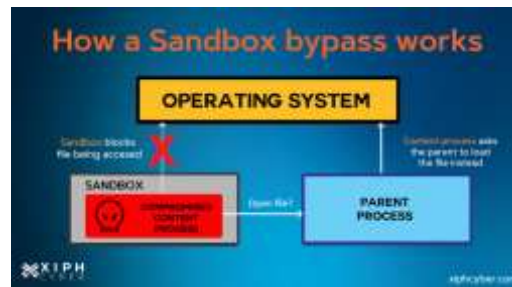 How a Sandbox bypass works
OPERATING SYSTEM
Sandbox blocks
file being accessed
X
Content process asks
the parent to load
the file instead
SANDBOX
COMPROMISED
CONTENT
PROCESS
Open file?
PARENT
PROCESS
XIPH
CYBER
xiphcyber.com